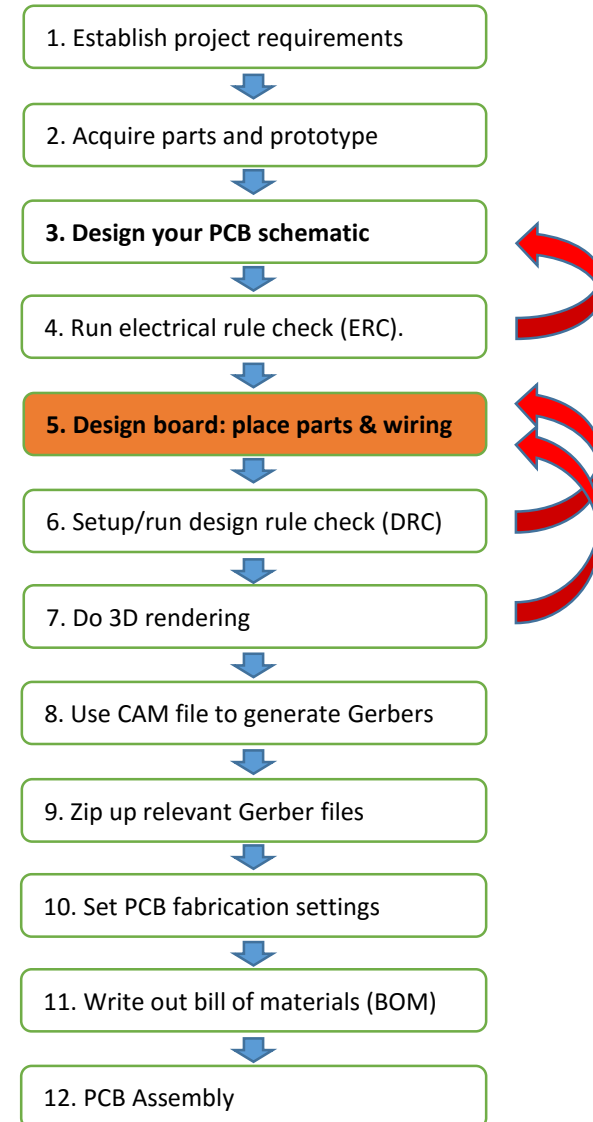 1. Establish project requirements
2. Acquire parts and prototype
3. Design your PCB schematic
4. Run electrical rule check (ERC).
5. Design board: place parts & wiring
6. Setup/run design rule check (DRC)
7. Do 3D rendering
8. Use CAM file to generate Gerbers
9. Zip up relevant Gerber files
10. Set PCB fabrication settings
11. Write out bill of materials (BOM)
12. PCB Assembly